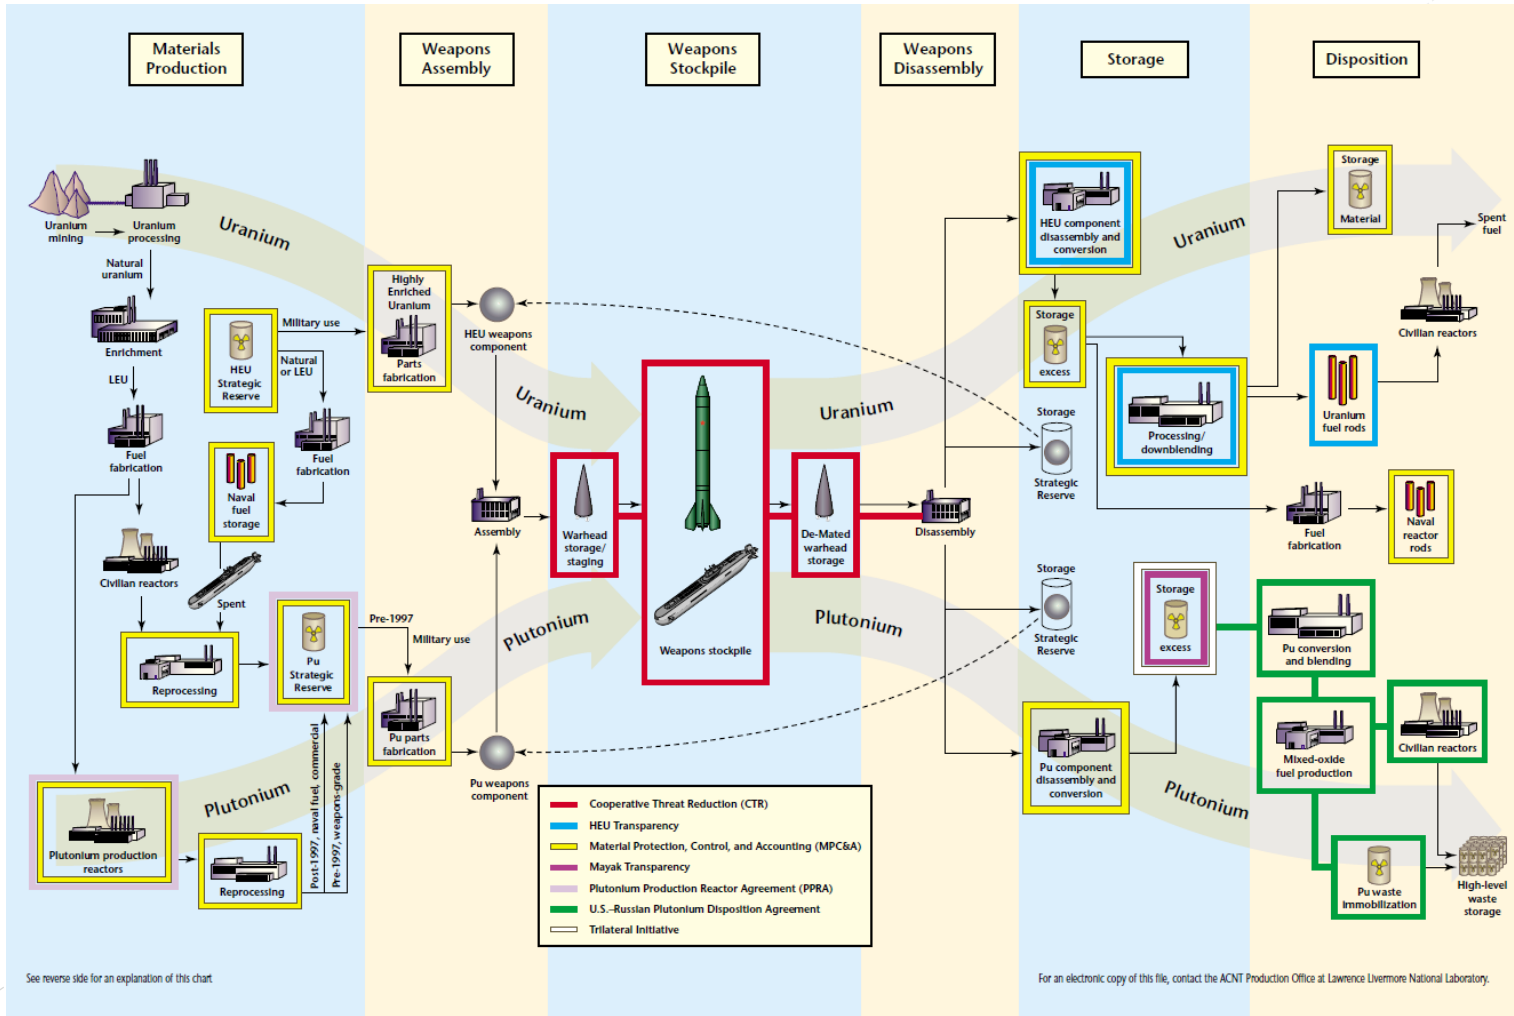 Materials
Production
Weapons
Assembly
Weapons
Stockpile
Weapons
Disassembly
Storage
Disposition
Uranium
mining
Uranium
processing
Uranium
Natural
uranium
Enrichment
LEU
Fuel
fabrication
HEU
Strategic
Reserve
Military use
Natural
or LEU
Fuel
fabrication
Naval
fuel
storage
Civilian reactors
Spent
Reprocessing
Pu
Strategic
Reserve
Pre-1997
Military use
Plutonium
Plutonium production
reactors
Reprocessing
Post-1997, naval fuel, commercial
Pre-1997, weapons-grade
Highly
Enriched
Uranium
Parts
fabrication
HEU weapons
component
Uranium
Assembly
Plutonium
Pu parts
fabrication
Pu weapons
component
Warhead
storage/
staging
Weapons stockpile
Uranium
De-Mated
warhead
storage
Plutonium
Disassembly
HEU component
disassembly and
conversion
Storage
excess
Storage
Strategic
Reserve
Processing/
downblending
Uranium
Storage
Material
Spent
fuel
Civilian reactors
Uranium
fuel rods
Fuel
fabrication
Naval
reactor
rods
Storage
Strategic
Reserve
Storage
excess
Pu component
disassembly and
conversion
Plutonium
Pu conversion
and blending
Mixed-oxide
fuel production
Civilian reactors
Pu waste
immobilization
High-level
waste
storage
Cooperative Threat Reduction (CTR)
HEU Transparency
Material Protection, Control, and Accounting (MPC&A)
Mayak Transparency
Plutonium Production Reactor Agreement (PPRA)
U.S.–Russian Plutonium Disposition Agreement
Trilateral Initiative
See reverse side for an explanation of this chart
For an electronic copy of this file, contact the ACNT Production Office at Lawrence Livermore National Laboratory.